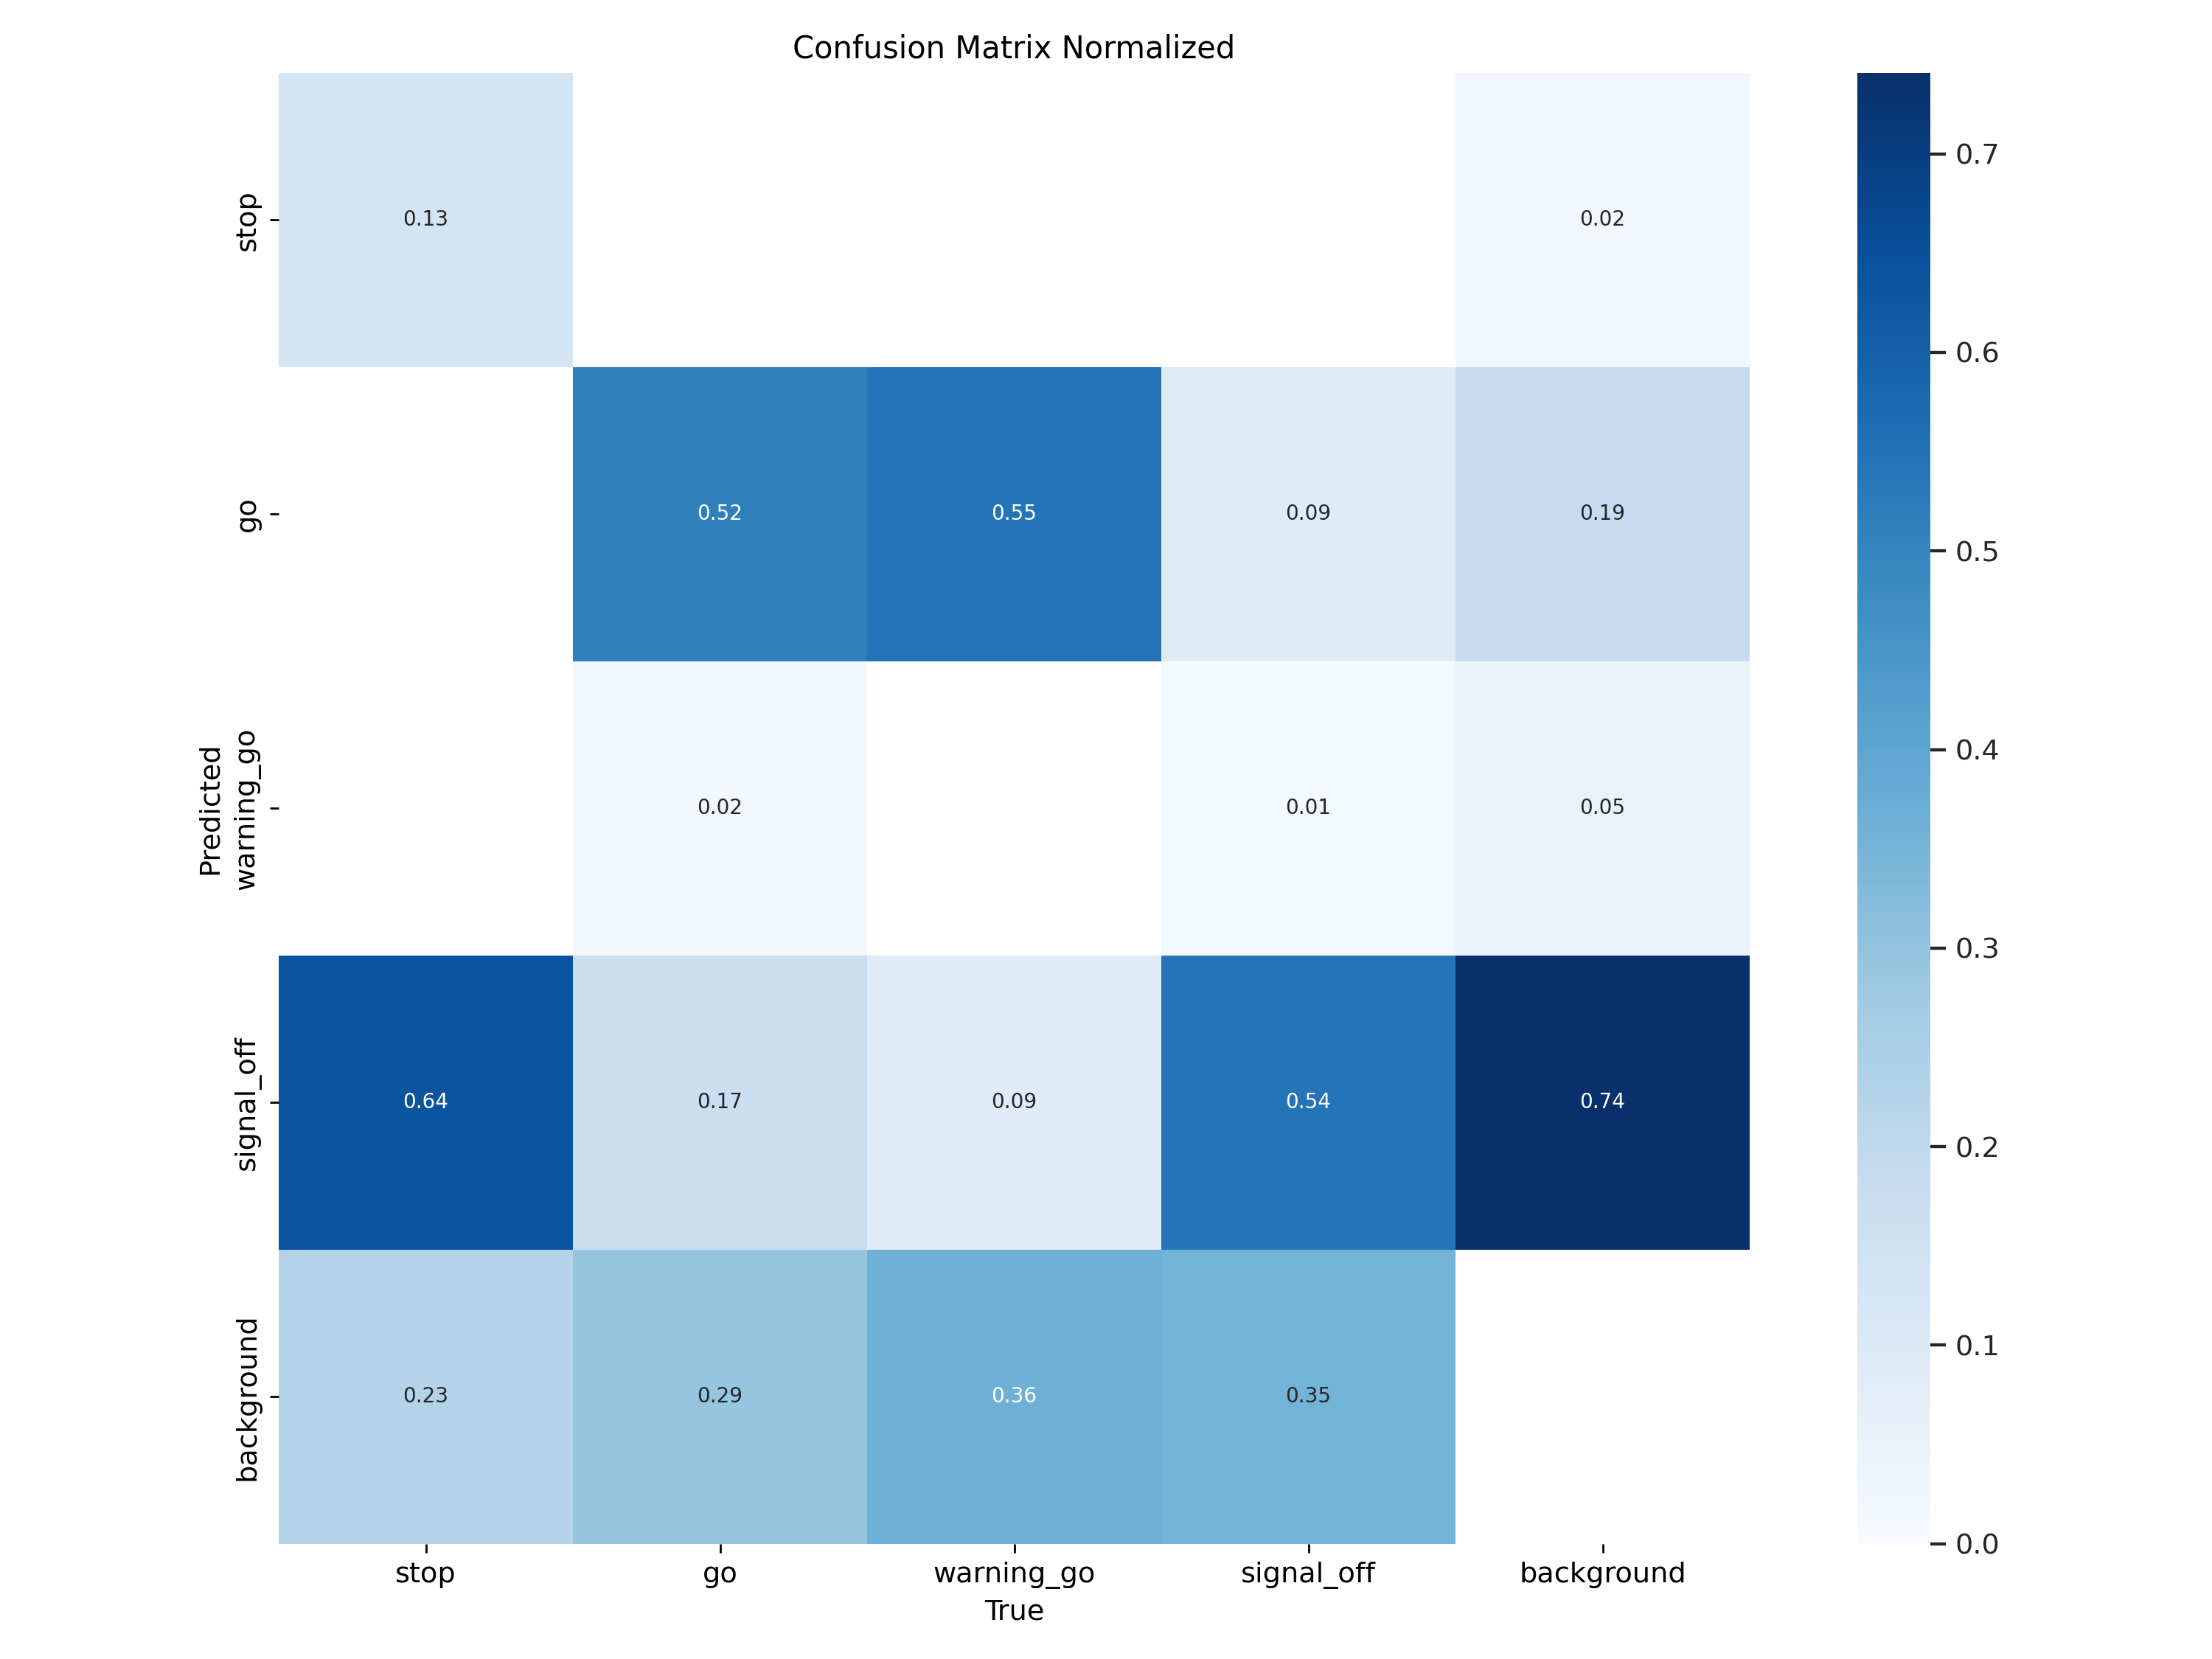 Confusion Matrix Normalized
stop
0.13
0.02
go
0.52
0.55
0.09
0.19
Predicted
warning_go
0.02
0.01
0.05
signal_off
0.64
0.17
0.09
0.54
0.74
background
0.23
0.29
0.36
0.35
stop
go
warning_go
signal_off
background
True
0.7
0.6
0.5
0.4
0.3
0.2
0.1
0.0